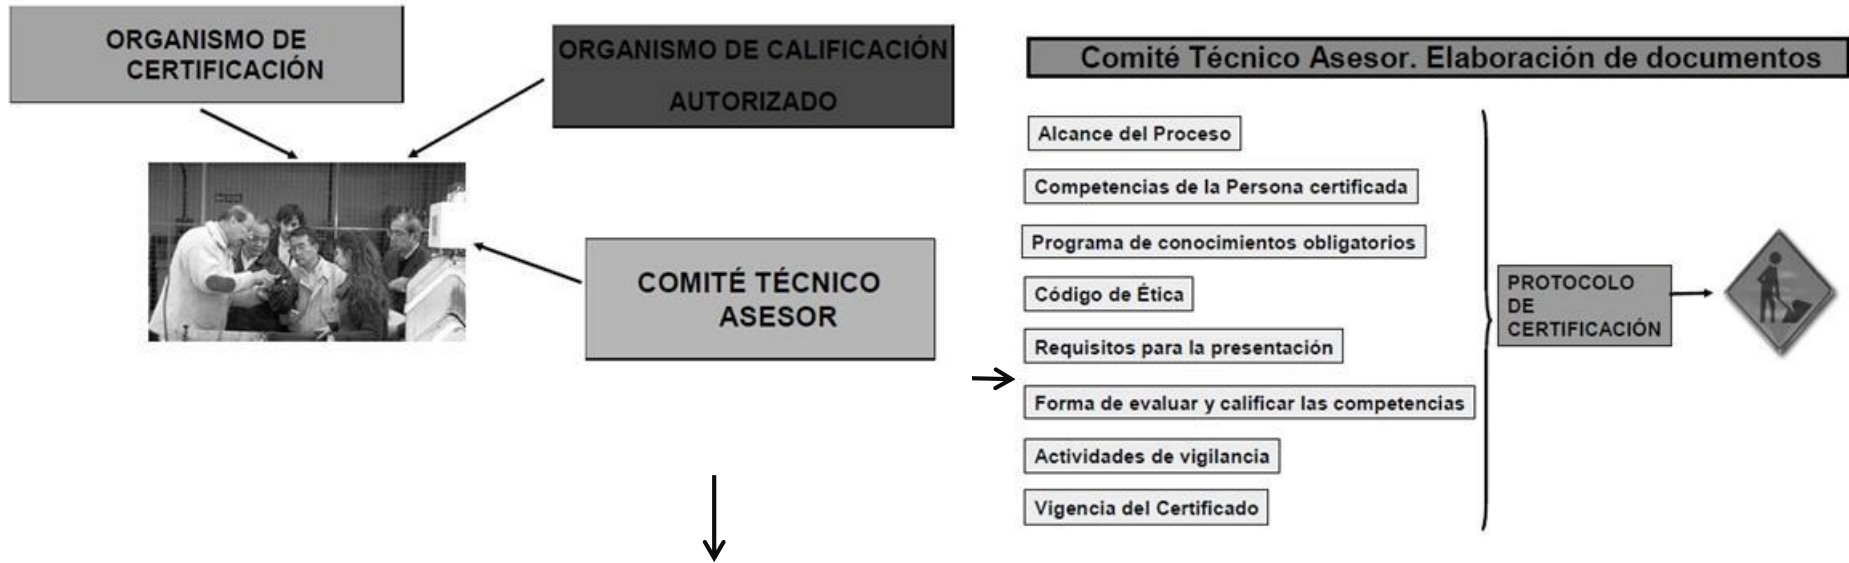 ORGANISMO DE
CERTIFICACIÓN
ORGANISMO DE CALIFICACIÓN
AUTORIZADO
COMITÉ TÉCNICO
ASESOR
Comité Técnico Asesor. Elaboración de documentos
Alcance del Proceso
Competencias de la Persona certificada
Programa de conocimientos obligatorios
Código de Ética
Requisitos para la presentación
Forma de evaluar y calificar las competencias
Actividades de vigilancia
Vigencia del Certificado
PROTOCOLO
DE
CERTIFICACIÓN